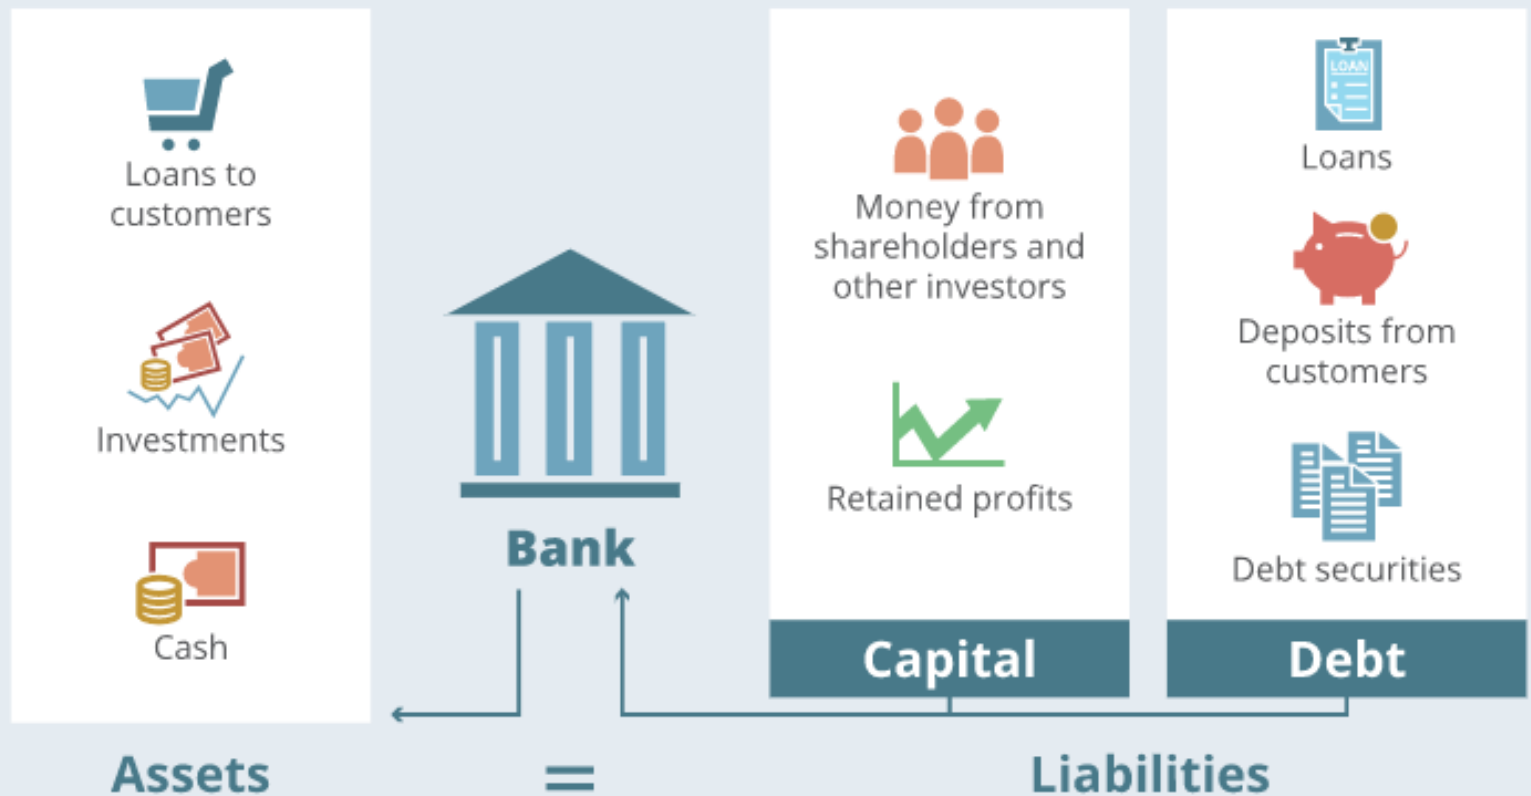 Loans to
customers
Investments
Cash
Bank
Money from
shareholders and
other investors
Retained profits
Capital
LOAN
Loans
Deposits from
customers
Debt securities
Debt
Assets
=
Liabilities